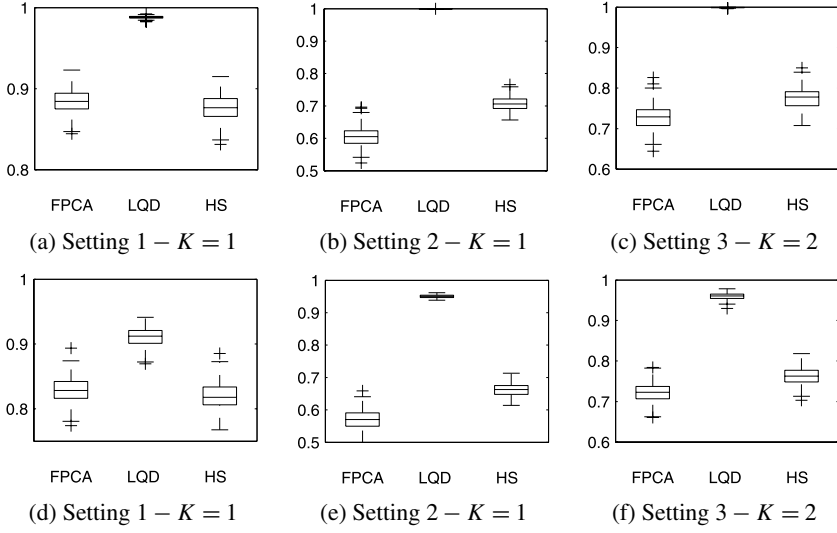 1
0.9
0.8
FPCA LQD HS
(a) Setting 1 – K = 1
1
0.9
0.8
0.7
0.6
0.5
FPCA LQD HS
(b) Setting 2 – K = 1
1
0.9
0.8
0.7
0.6
FPCA LQD HS
(c) Setting 3 – K = 2
1
0.9
0.8
FPCA LQD HS
(d) Setting 1 – K = 1
1
0.9
0.8
0.7
0.6
0.5
FPCA LQD HS
(e) Setting 2 – K = 1
1
0.9
0.8
0.7
0.6
FPCA LQD HS
(f) Setting 3 – K = 2